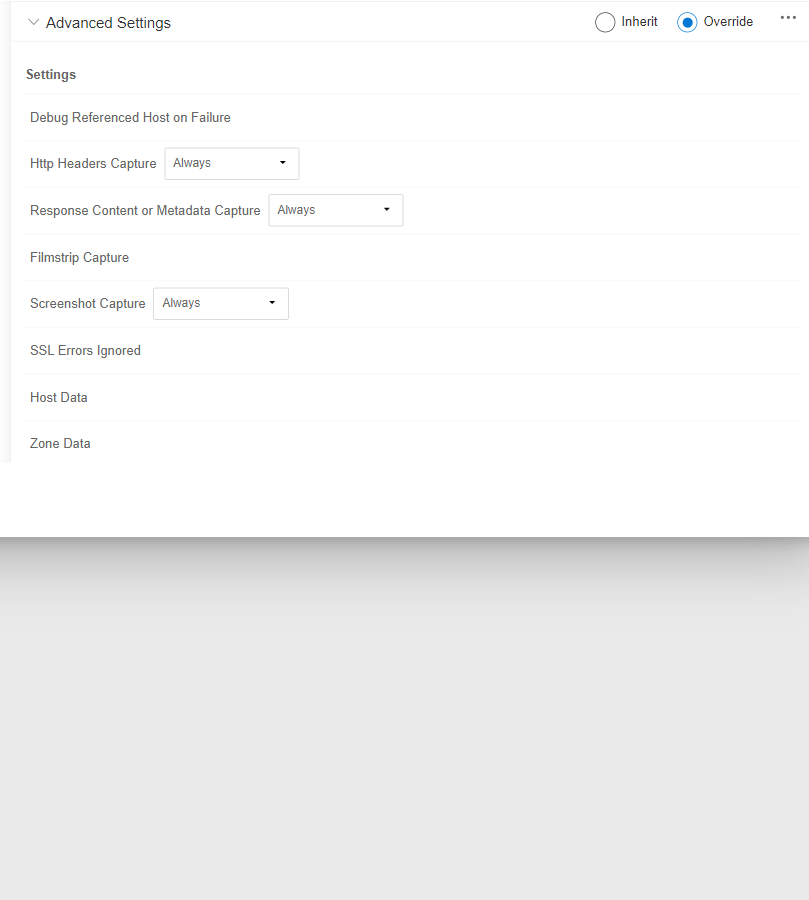 Advanced Settings Inherit Override
Settings
Debug Referenced Host on Failure
Http Headers Capture Always
Response Content or Metadata Capture Always
Filmstrip Capture
Screenshot Capture Always
SSL Errors Ignored
Host Data
Zone Data